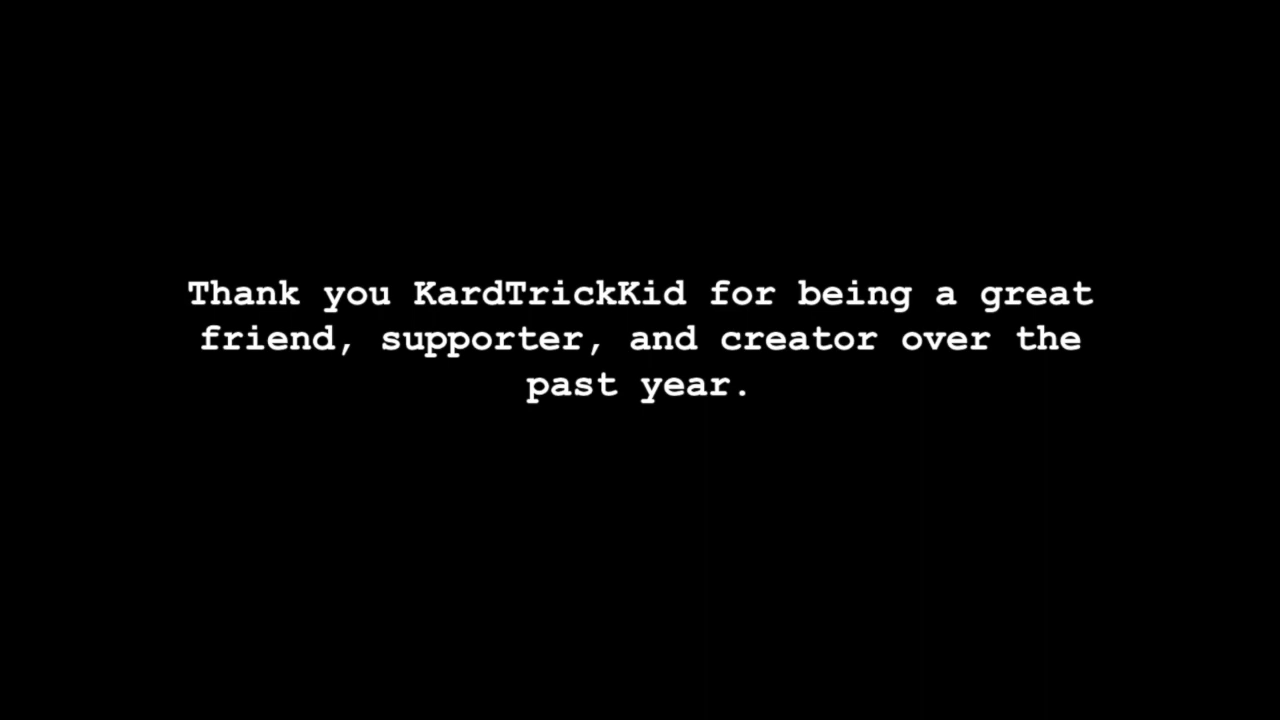 Thank you KardTrickKid for being a great
friend, supporter, and creator over the
past year.